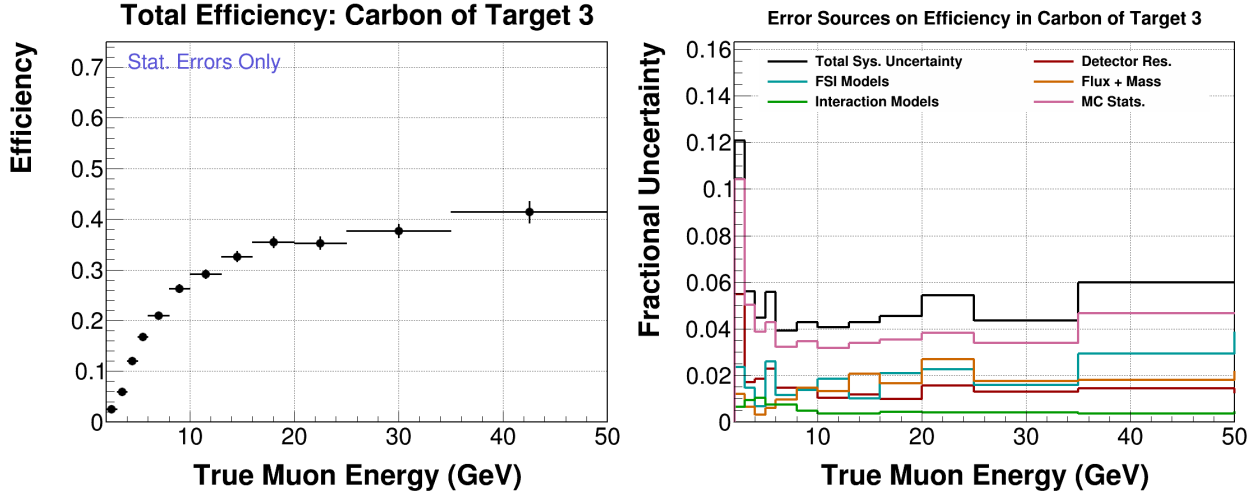 Total Efficiency: Carbon of Target 3
Stat. Errors Only
Efficiency
0.7
0.6
0.5
0.4
0.3
0.2
0.1
0
10 20 30 40 50
True Muon Energy (GeV)
Error Sources on Efficiency in Carbon of Target 3
Fractional Uncertainty
Total Sys. Uncertainty
FSI Models
Interaction Models
Detector Res.
Flux + Mass
MC Stats.
0.16
0.14
0.12
0.1
0.08
0.06
0.04
0.02
0
10 20 30 40 50
True Muon Energy (GeV)